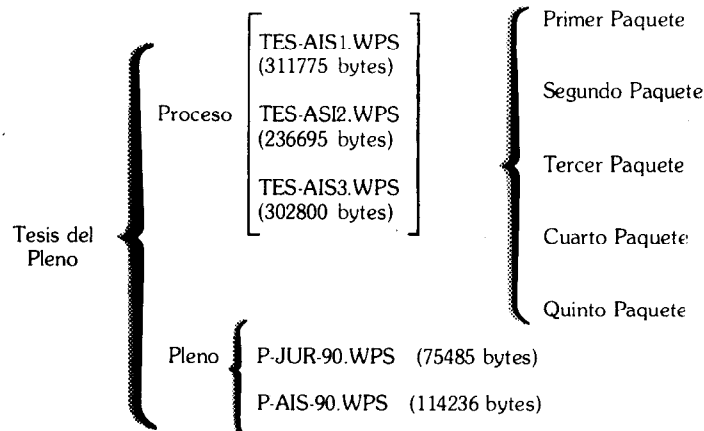 Tesis del
Pleno
Proceso
TES-AIS1.WPS
(311775 bytes)
TES-ASI2.WPS
(236695 bytes)
TES-AIS3.WPS
(302800 bytes)
Primer Paquete
Segundo Paquete
Tercer Paquete
Cuarto Paquete
Quinto Paquete
Pleno
P-JUR-90.WPS (75485 bytes)
P-AIS-90.WPS (114236 bytes)